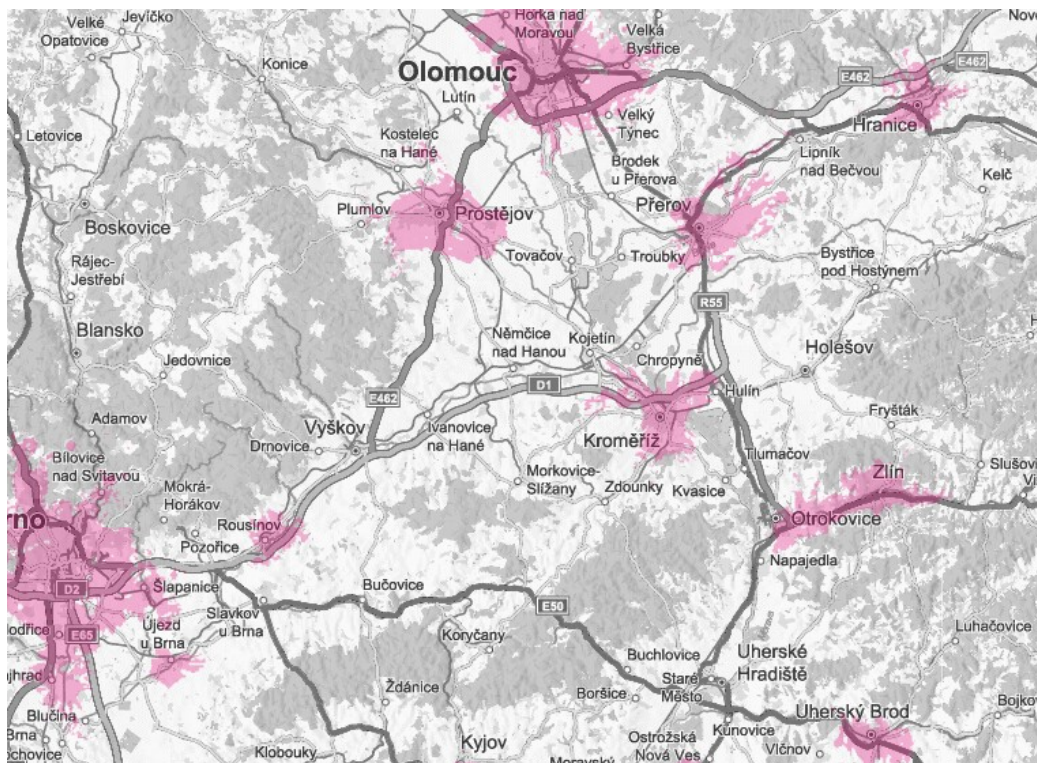 Velké
Opatovice
Jevíčko
Horka nad
Moravou
Velká
Bystřice
Konice
Olomouc
E462
E462
Lutín
Letovice
Kostelec
na Hané
Velký
Týnec
Hranice
Brodek
u Přerova
Lipník
nad Bečvou
Kelč
Boskovice
Plumlov
Prostějov
Přerov
Rájec-
Jestřebí
Tovačov
Troubky
Bystřice
pod Hostýnem
R55
Blansko
Němčice
nad Hanou
Kojetín
Chropyně
Holešov
Jedovnice
D1
E462
Hulín
Adamov
Vyškov
Ivanovice
na Hané
Kroměříž
Fryšták
Drnovice
Bílovice
nad Svitavou
Morkovice-
Slížany
Tlumačov
Zdounky
Kvasice
Zlín
Mokrá-
Horákov
Rousínov
Otrokovice
Pozořice
Napajedla
D2
Šlapanice
Bučovice
Slavkov
u Brna
E50
E65
Újezd
u Brna
Koryčany
Luhačovice
Buchlovice
Uherské
Hradiště
Staré
Město
Ždánice
Boršice
Blučina
Uherský Brod
Kunovice
Klobouky
Kyjov
Ostrožská
Nová Ves
Vlčnov